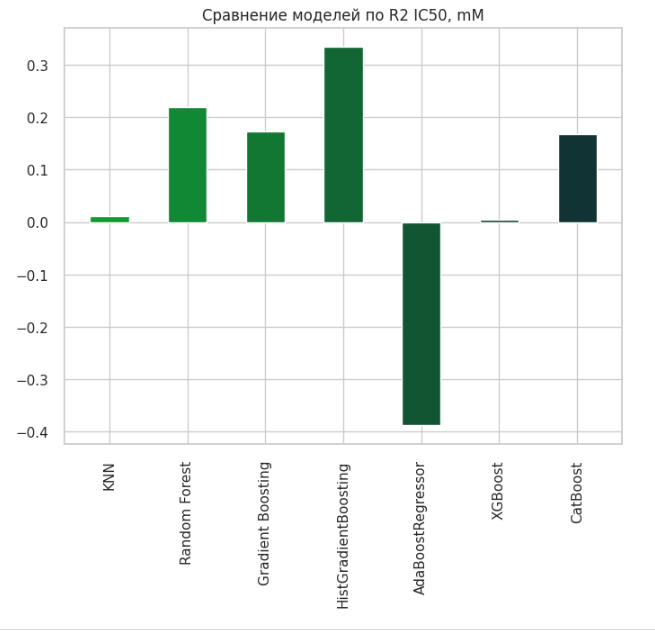 Сравнение моделей по R2 IC50, mM
0.3
0.2
0.1
0.0
−0.1
−0.2
−0.3
−0.4
KNN
Random Forest
Gradient Boosting
HistGradientBoosting
AdaBoostRegressor
XGBoost
CatBoost